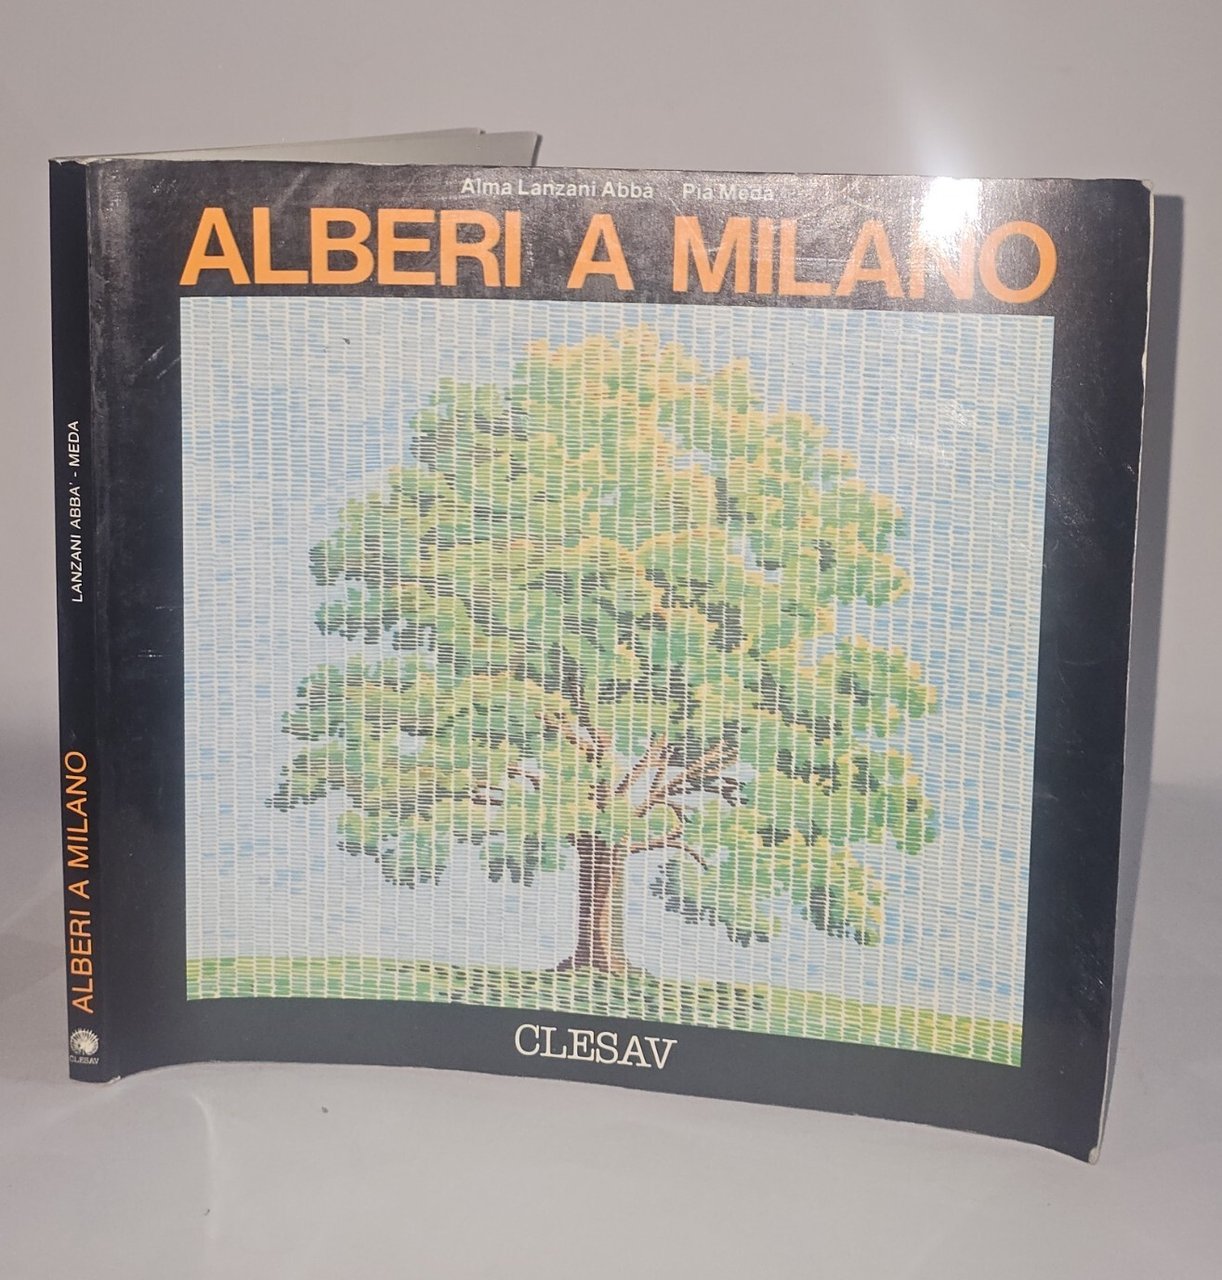 Alma Lanzani Abbà Pia Meda
ALBERI A MILANO
CLESAV
LANZANI ABBA' - MEDA
ALBERI A MILANO
CLESAV